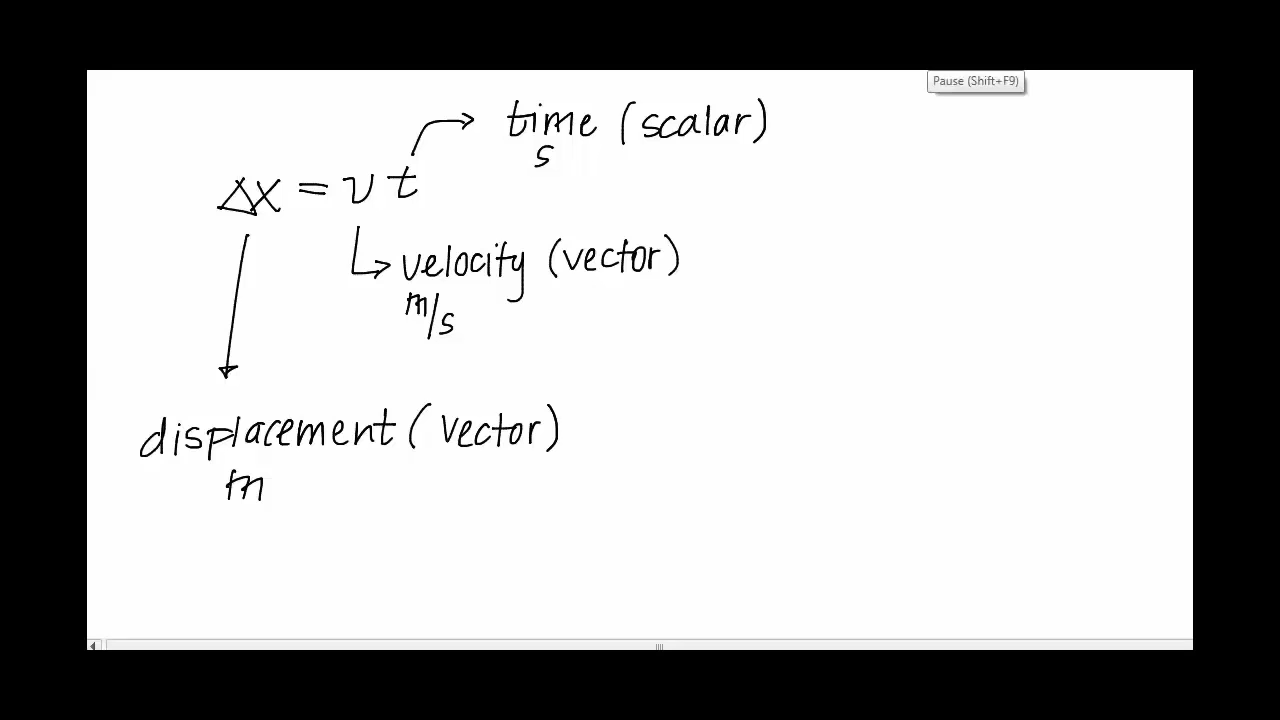 Pause (Shift+F9)
time (scalar)
s
Δx = v t
velocity (vector)
m/s
displacement (vector)
m